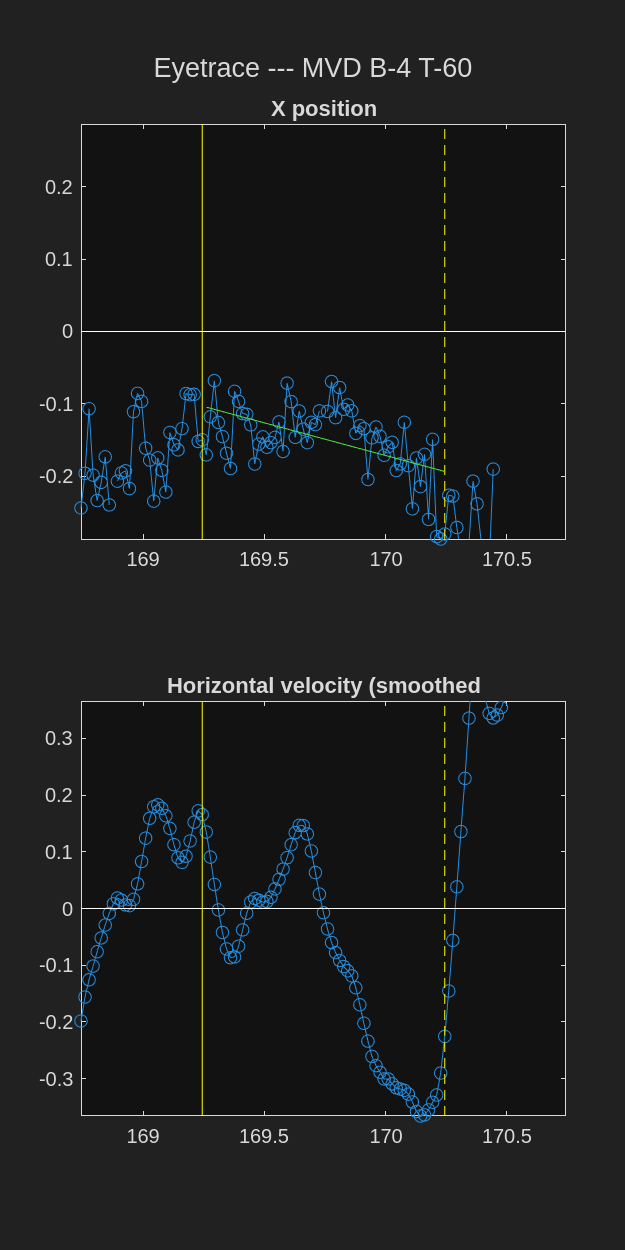 Eyetrace --- MVD B-4 T-60
X position
0.2
0.1
0
-0.1
-0.2
169 169.5 170 170.5
Horizontal velocity (smoothed
0.3
0.2
0.1
0
-0.1
-0.2
-0.3
169 169.5 170 170.5